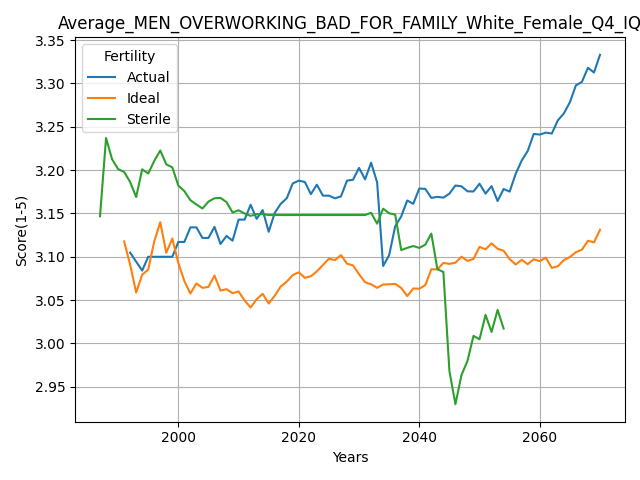 Average_MEN_OVERWORKING_BAD_FOR_FAMILY_White_Female_Q4_IQ
Fertility
Actual
Ideal
Sterile
Score(1-5)
3.35
3.30
3.25
3.20
3.15
3.10
3.05
3.00
2.95
2000 2020 2040 2060
Years